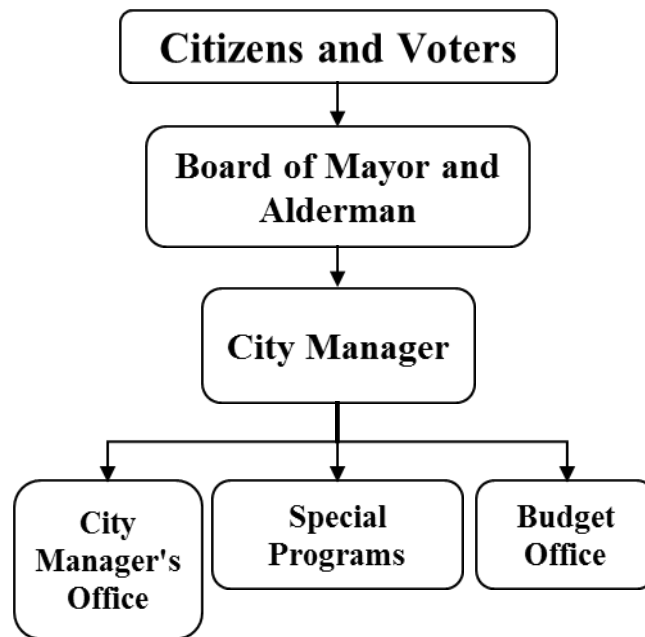 Citizens and Voters
Board of Mayor and
Alderman
City Manager
City
Manager's
Office
Special
Programs
Budget
Office